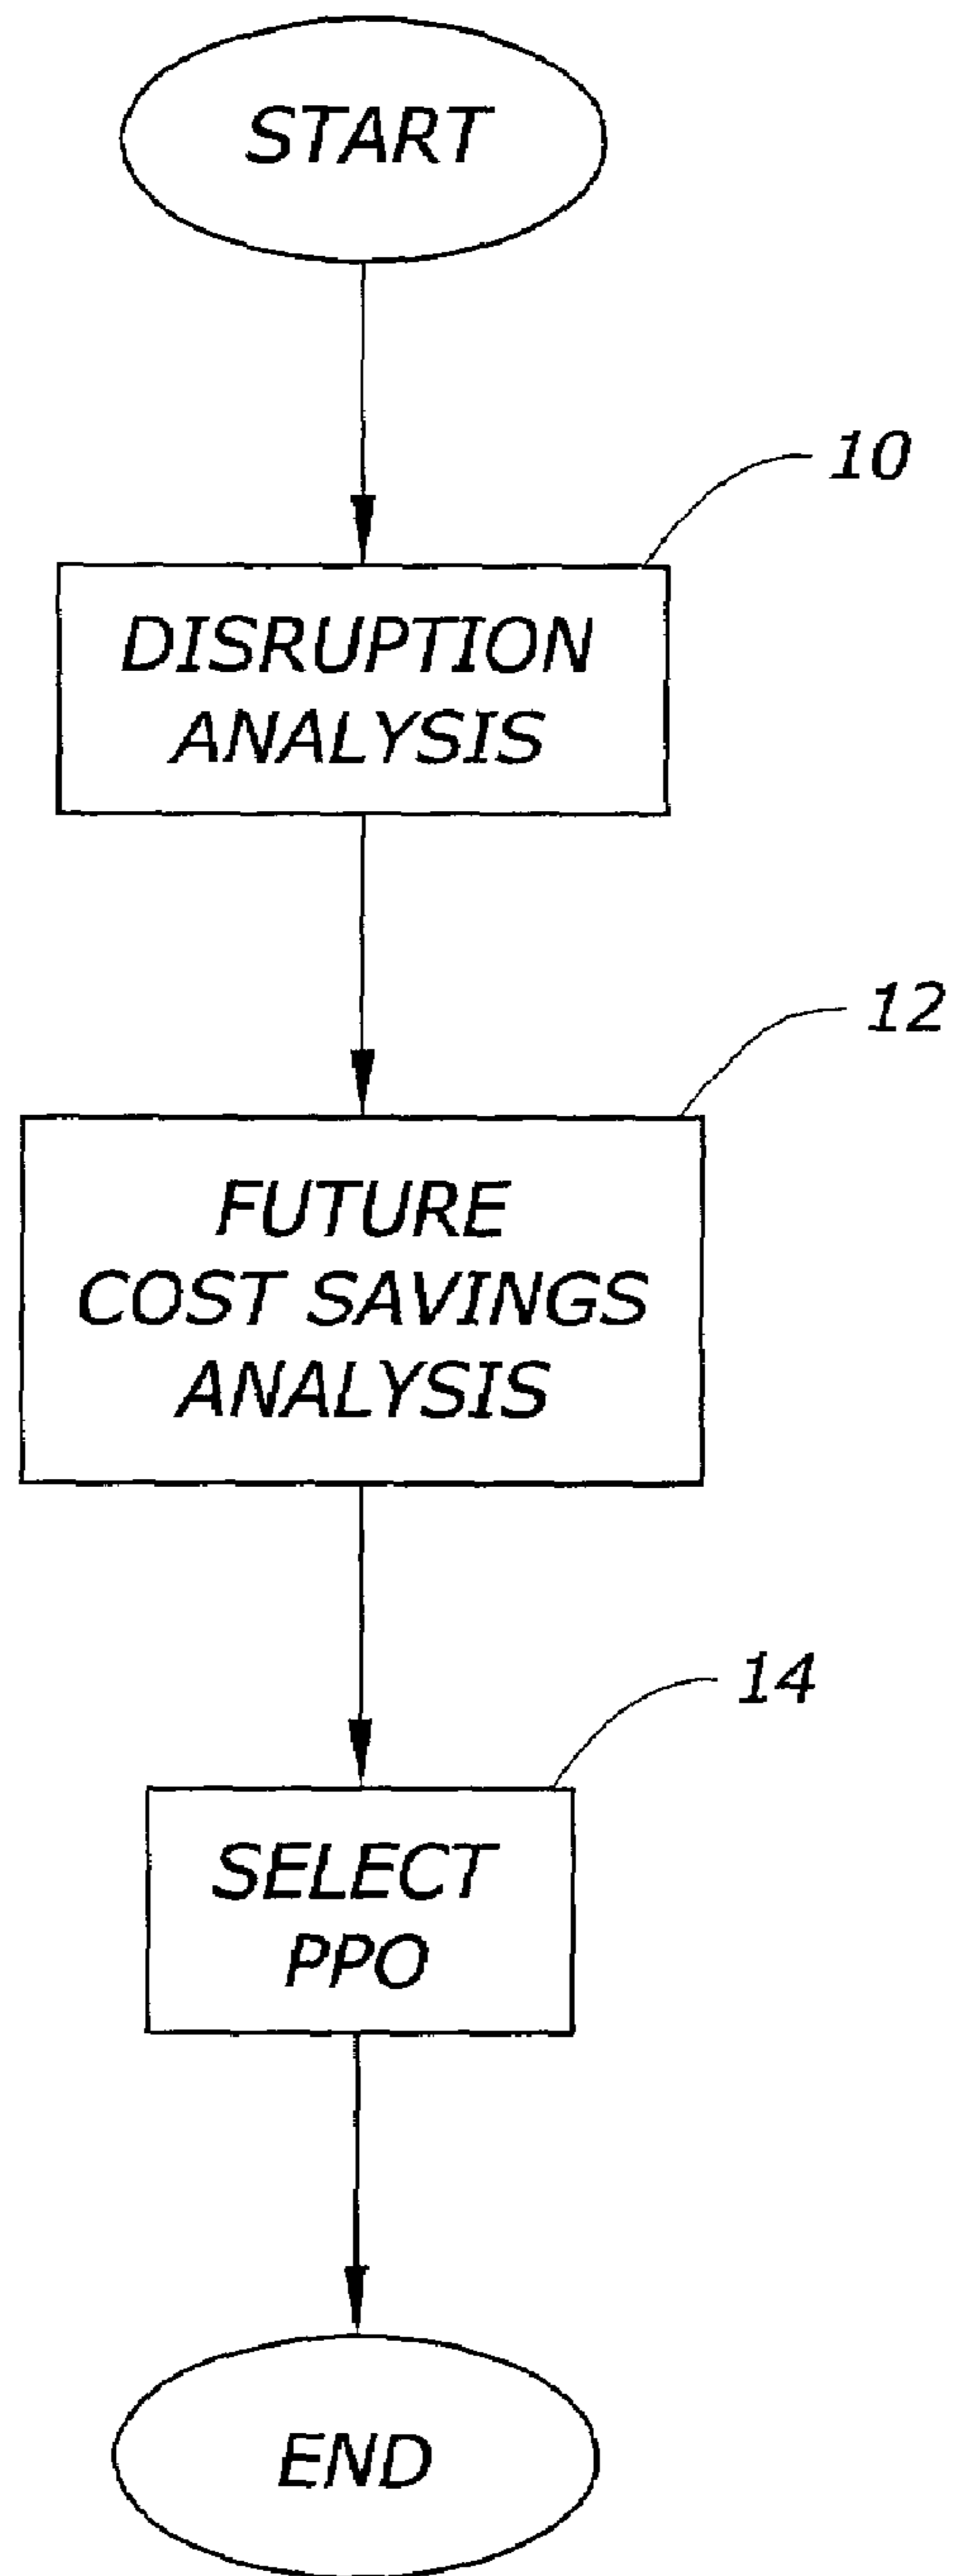 START
10
DISRUPTION
ANALYSIS
12
FUTURE
COST SAVINGS
ANALYSIS
14
SELECT
PPO
END